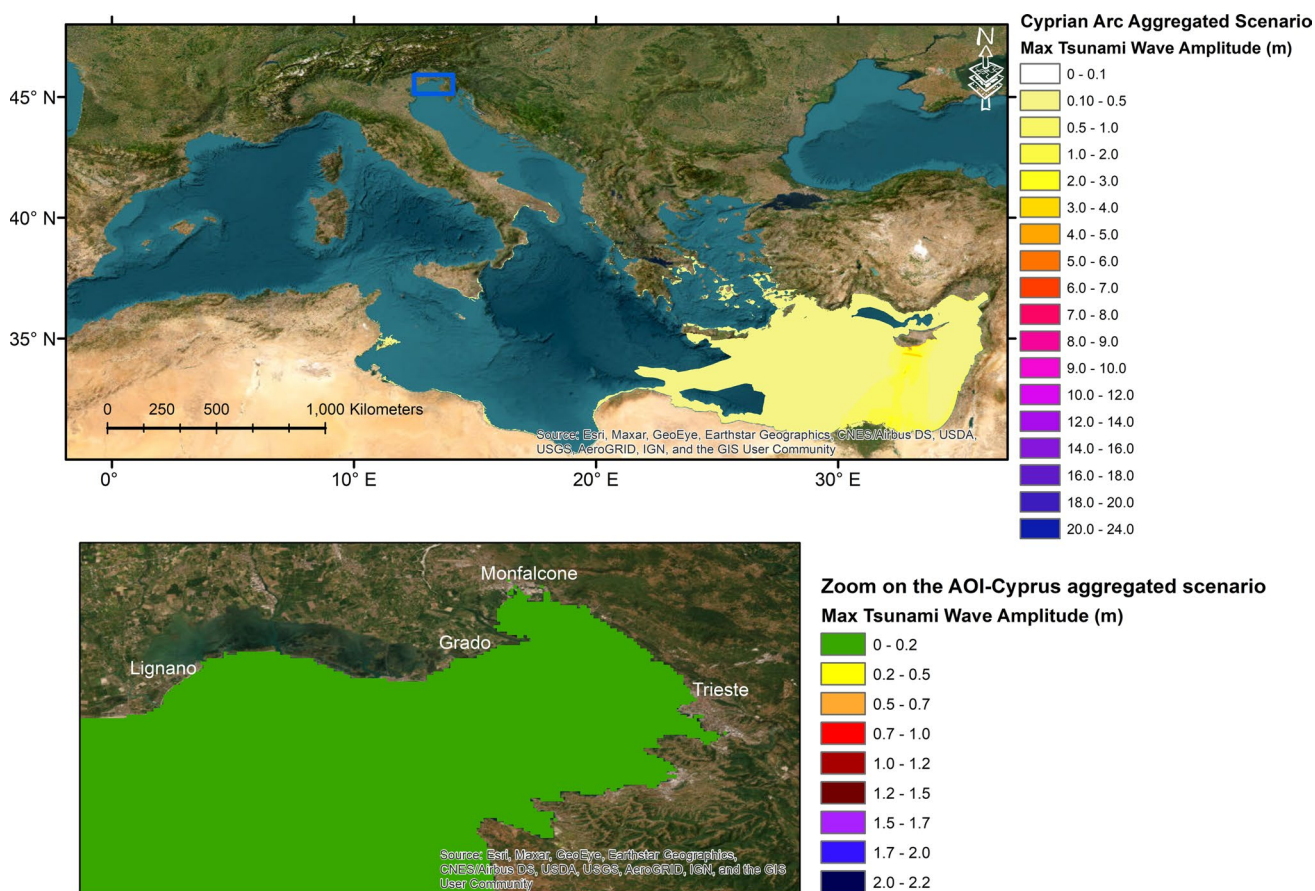 Cyprian Arc Aggregated Scenario
Max Tsunami Wave Amplitude (m)
0 - 0.1
0.10 - 0.5
0.5 - 1.0
1.0 - 2.0
2.0 - 3.0
3.0 - 4.0
4.0 - 5.0
5.0 - 6.0
6.0 - 7.0
7.0 - 8.0
8.0 - 9.0
9.0 - 10.0
10.0 - 12.0
12.0 - 14.0
14.0 - 16.0
16.0 - 18.0
18.0 - 20.0
20.0 - 24.0
N
45° N
40° N
35° N
0 250 500 1,000 Kilometers
Source: Esri, Maxar, GeoEye, Earthstar Geographics, CNES/Airbus DS, USDA,
USGS, AeroGRID, IGN, and the GIS User Community
0° 10° E 20° E 30° E
Monfalcone
Grado
Lignano
Trieste
Source: Esri, Maxar, GeoEye, Earthstar Geographics,
CNES/Airbus DS, USDA, USGS, AeroGRID, IGN, and the GIS
User Community
Zoom on the AOI-Cyprus aggregated scenario
Max Tsunami Wave Amplitude (m)
0 - 0.2
0.2 - 0.5
0.5 - 0.7
0.7 - 1.0
1.0 - 1.2
1.2 - 1.5
1.5 - 1.7
1.7 - 2.0
2.0 - 2.2